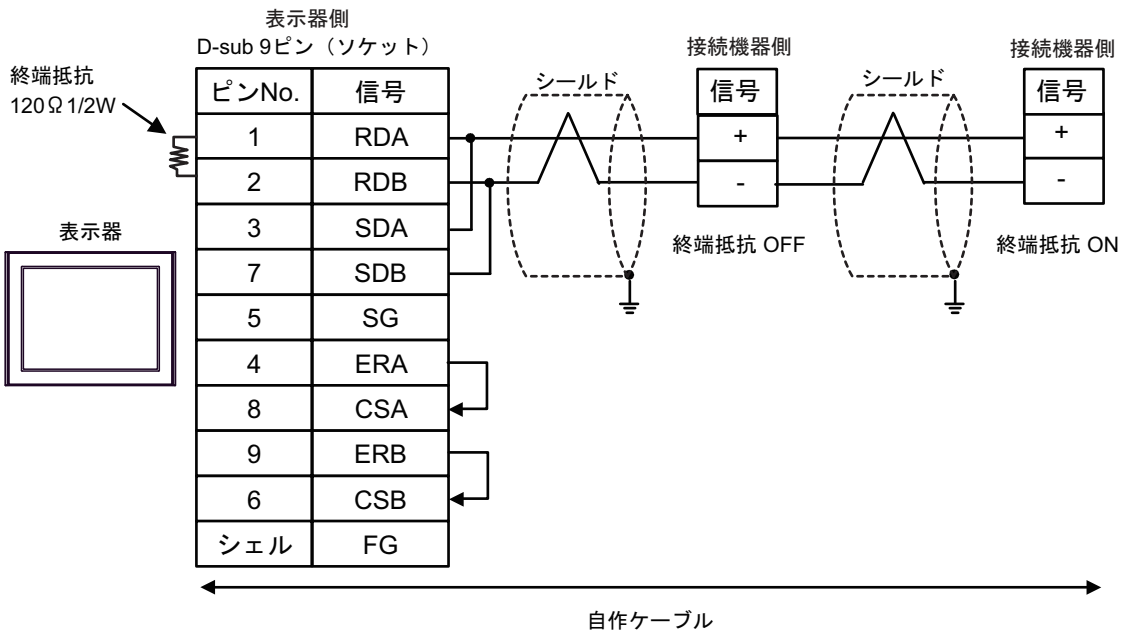 表示器側
D-sub 9ピン（ソケット）
接続機器側
接続機器側
終端抵抗
120Ω1/2W
ピンNo. 信号
シールド
信号
シールド
信号
1 RDA
+
+
2 RDB
-
-
3 SDA
表示器
終端抵抗 OFF
終端抵抗 ON
7 SDB
5 SG
4 ERA
8 CSA
9 ERB
6 CSB
シェル FG
自作ケーブル